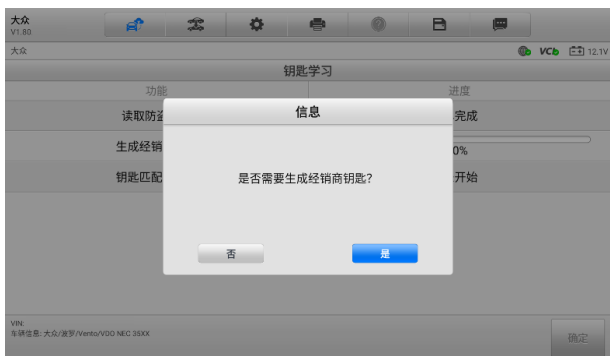 大众
V1.80
大众
VCI 12.1V
钥匙学习
功能 进度
读取防盗 完成
信息
生成经销 0%
是否需要生成经销商钥匙?
钥匙匹配 开始
否 是
VIN:
车辆信息: 大众/波罗/Vento/VDO NEC 35XX
确定